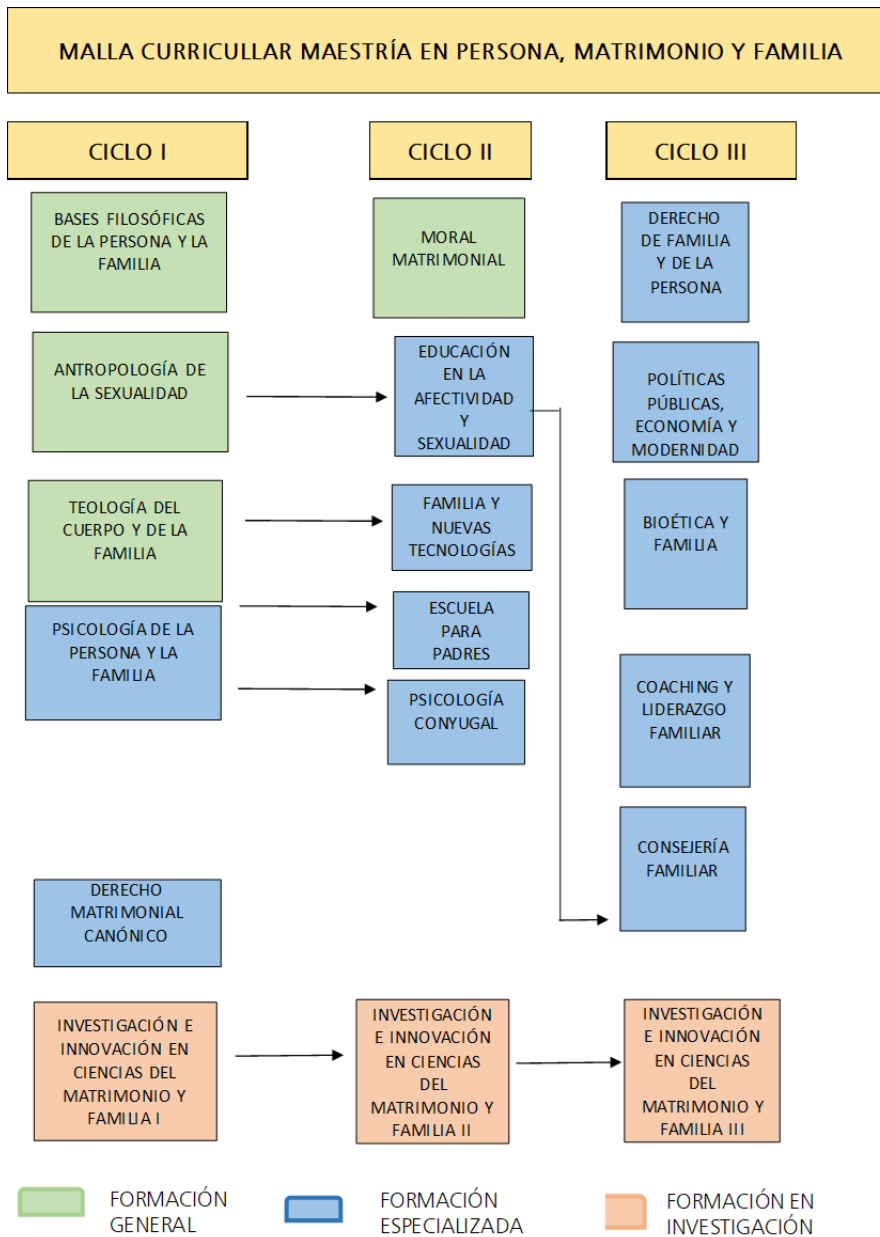 MALLA CURRICULLAR MAESTRÍA EN PERSONA, MATRIMONIO Y FAMILIA
CICLO I
BASES FILOSÓFICAS
DE LA PERSONA Y LA
FAMILIA
ANTROPOLOGÍA DE
LA SEXUALIDAD
TEOLOGÍA DEL
CUERPO Y DE LA
FAMILIA
PSICOLOGÍA DE LA
PERSONA Y LA
FAMILIA
DERECHO
MATRIMONIAL
CANÓNICO
INVESTIGACIÓN E
INNOVACIÓN EN
CIENCIAS DEL
MATRIMONIO Y
FAMILIA I
CICLO II
MORAL
MATRIMONIAL
EDUCACIÓN
EN LA
AFECTIVIDAD
Y
SEXUALIDAD
FAMILIA Y
NUEVAS
TECNOLOGÍAS
ESCUELA
PARA
PADRES
PSICOLOGÍA
CONYUGAL
INVESTIGACIÓN
E INNOVACIÓN
EN CIENCIAS
DEL
MATRIMONIO Y
FAMILIA II
CICLO III
DERECHO
DE FAMILIA
Y DE LA
PERSONA
POLÍTICAS
PÚBLICAS,
ECONOMÍA Y
MODERNIDAD
BIOÉTICA Y
FAMILIA
COACHING Y
LIDERAZGO
FAMILIAR
CONSEJERÍA
FAMILIAR
INVESTIGACIÓN
E INNOVACIÓN
EN CIENCIAS
DEL
MATRIMONIO Y
FAMILIA III
FORMACIÓN
GENERAL
FORMACIÓN
ESPECIALIZADA
FORMACIÓN EN
INVESTIGACIÓN